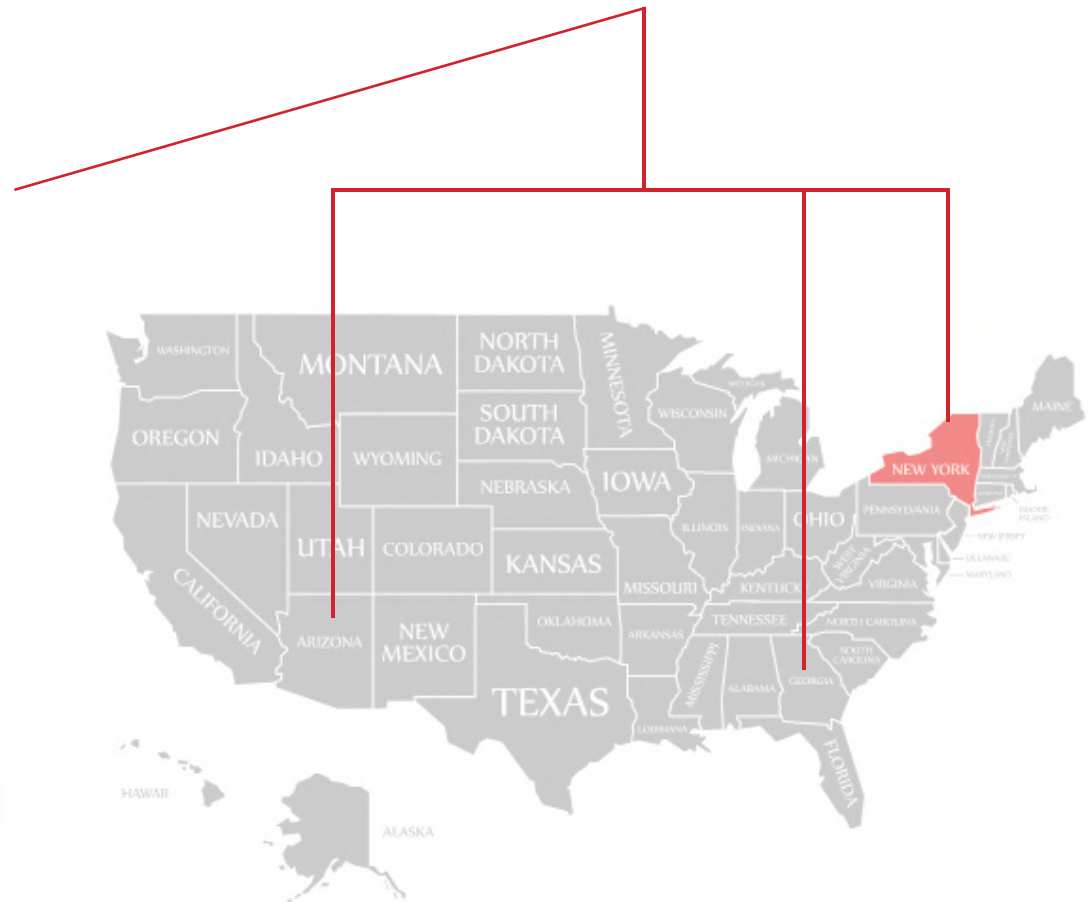 WASHINGTON
MONTANA
NORTH
DAKOTA
MINNESOTA
MICHIGAN
MAINE
OREGON
IDAHO
WYOMING
SOUTH
DAKOTA
WISCONSIN
MICHIGAN
NEW YORK
NEVADA
UTAH
COLORADO
NEBRASKA
IOWA
ILLINOIS
INDIANA
OHIO
PENNSYLVANIA
RHODE
ISLAND
NEW JERSEY
DELAWARE
MARYLAND
CALIFORNIA
KANSAS
MISSOURI
KENTUCKY
WEST
VIRGINIA
VIRGINIA
ARIZONA
NEW
MEXICO
OKLAHOMA
ARKANSAS
TENNESSEE
NORTH CAROLINA
SOUTH
CAROLINA
TEXAS
LOUISIANA
MISSISSIPPI
ALABAMA
GEORGIA
FLORIDA
HAWAII
ALASKA